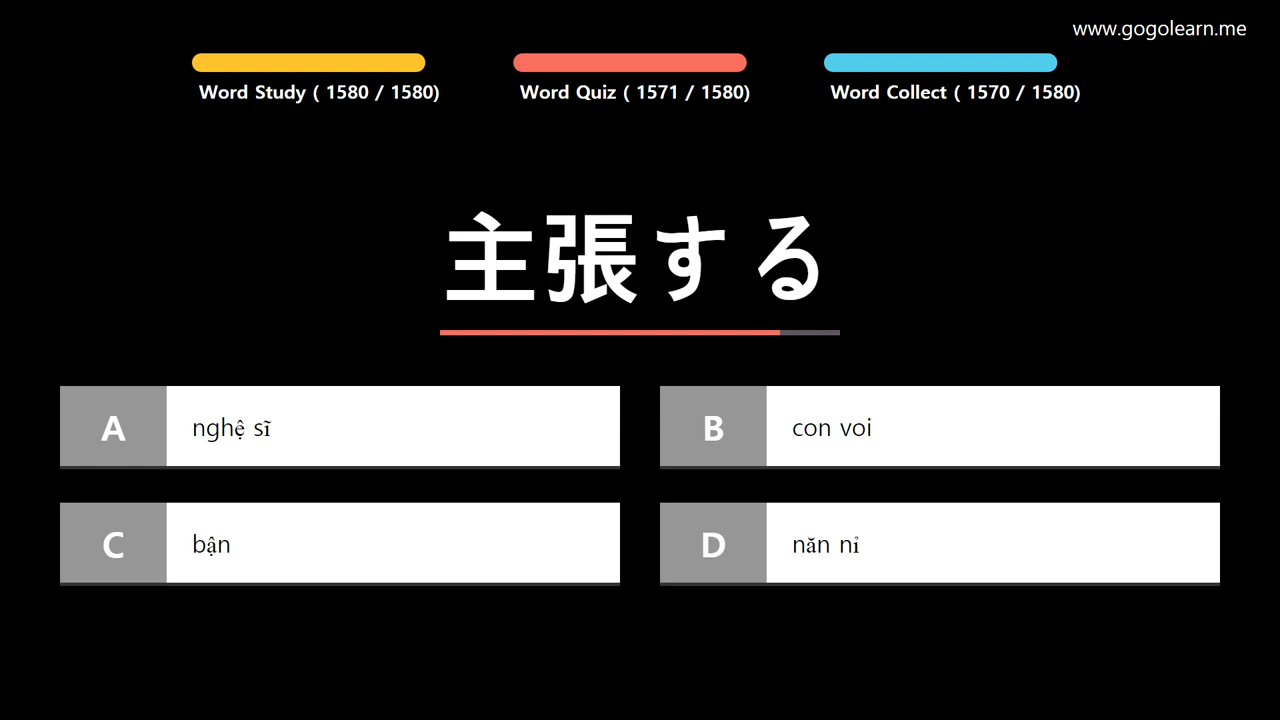 www.gogolearn.me
Word Study ( 1580 / 1580)
Word Quiz ( 1571 / 1580)
Word Collect ( 1570 / 1580)
主張する
A nghệ sĩ
B con voi
C bận
D năn nỉ